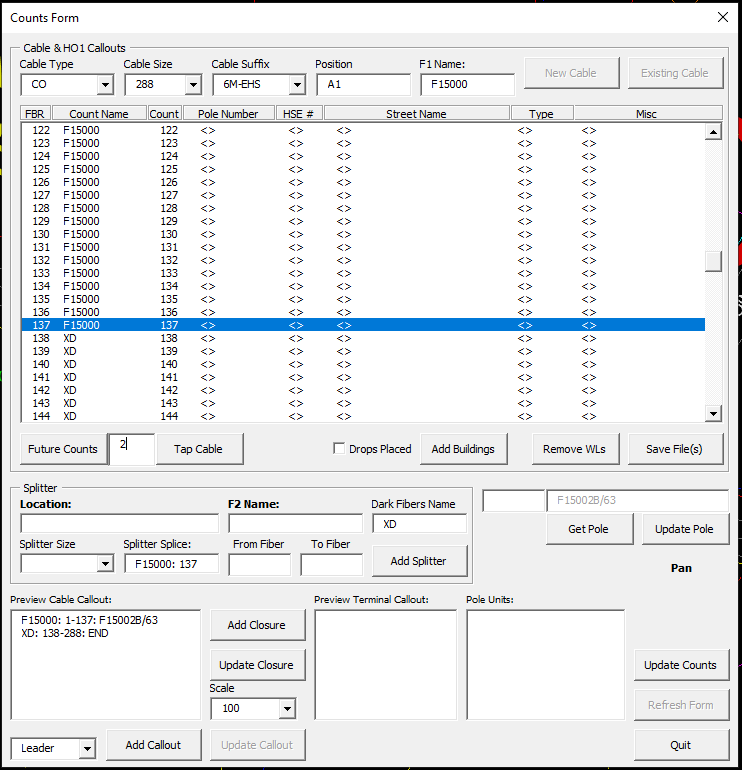 Counts Form
Cable & HO1 Callouts
Cable Type Cable Size Cable Suffix Position F1 Name:
CO 288 6M-EHS A1 F15000 New Cable Existing Cable
FBR Count Name Count Pole Number HSE # Street Name Type Misc
122 F15000 122 <> <> <> <> <>
123 F15000 123 <> <> <> <> <>
124 F15000 124 <> <> <> <> <>
125 F15000 125 <> <> <> <> <>
126 F15000 126 <> <> <> <> <>
127 F15000 127 <> <> <> <> <>
128 F15000 128 <> <> <> <> <>
129 F15000 129 <> <> <> <> <>
130 F15000 130 <> <> <> <> <>
131 F15000 131 <> <> <> <> <>
132 F15000 132 <> <> <> <> <>
133 F15000 133 <> <> <> <> <>
134 F15000 134 <> <> <> <> <>
135 F15000 135 <> <> <> <> <>
136 F15000 136 <> <> <> <> <>
137 F15000 137 <> <> <> <> <>
138 XD 138 <> <> <> <> <>
139 XD 139 <> <> <> <> <>
140 XD 140 <> <> <> <> <>
141 XD 141 <> <> <> <> <>
142 XD 142 <> <> <> <> <>
143 XD 143 <> <> <> <> <>
144 XD 144 <> <> <> <> <>
Future Counts 2 Tap Cable Drops Placed Add Buildings Remove WLs Save File(s)
Splitter
Location: F2 Name: Dark Fibers Name
XD
F15002B/63
Get Pole Update Pole
Splitter Size Splitter Splice: From Fiber To Fiber
F15000: 137
Add Splitter
Pan
Preview Cable Callout: Preview Terminal Callout: Pole Units:
F15000: 1-137: F15002B/63
XD: 138-288: END
Add Closure
Update Closure
Scale
100
Update Counts
Refresh Form
Leader Add Callout Update Callout Quit